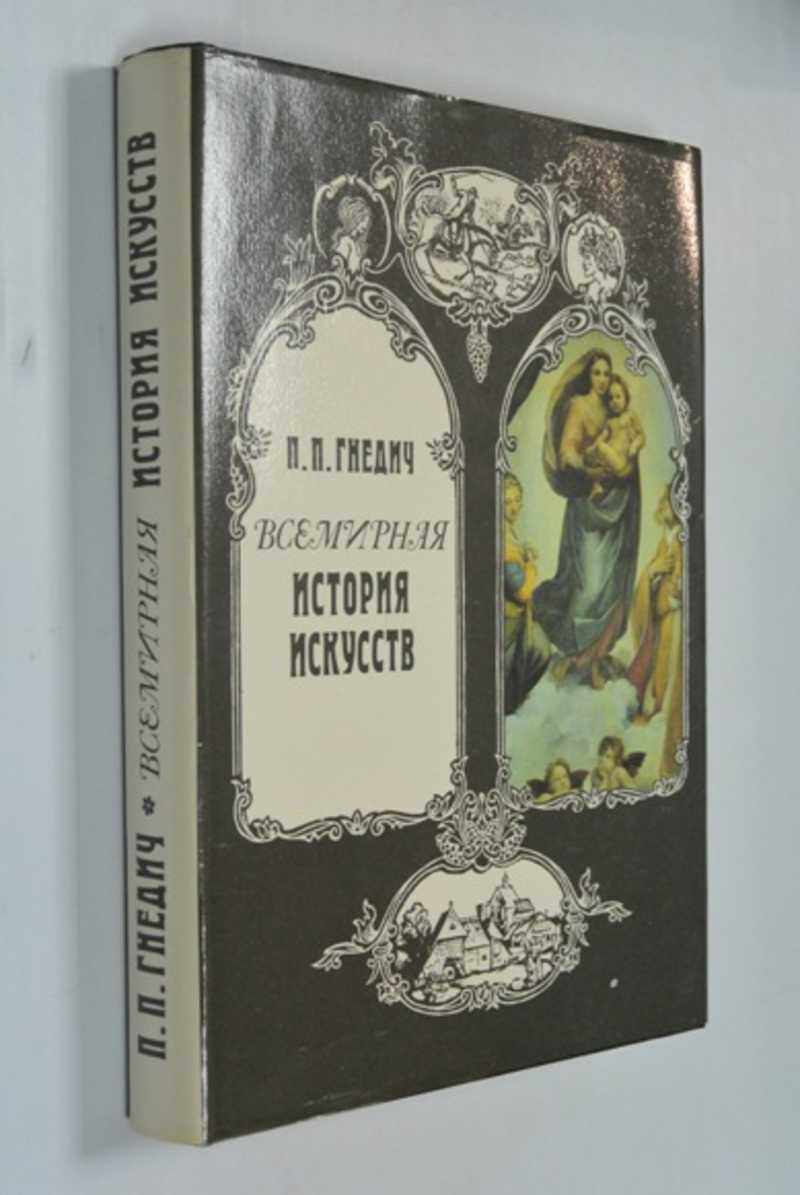 П. П. ГНЕДИЧ * ВСЕМИРНАЯ ИСТОРИЯ ИСКУССТВ
П. П. ГНЕДИЧ
ВСЕМИРНАЯ
ИСТОРИЯ
ИСКУССТВ